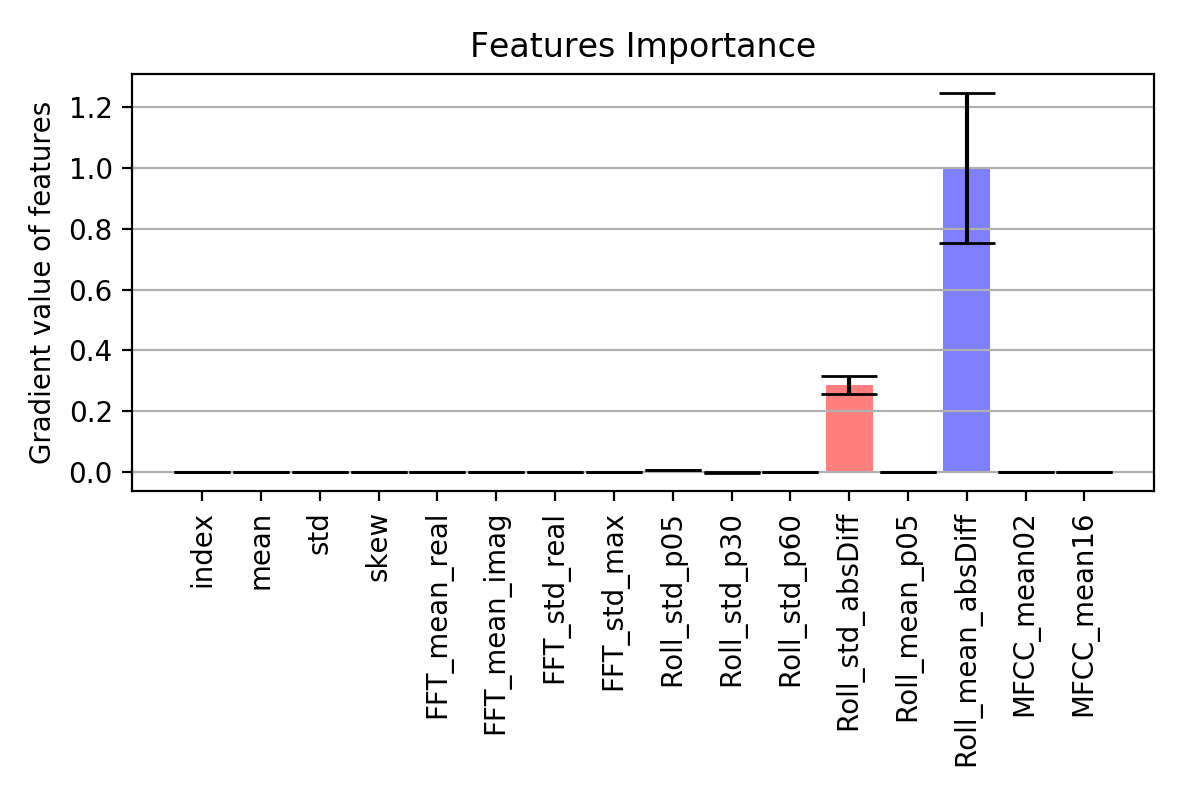 Features Importance
Gradient value of features
1.2
1.0
0.8
0.6
0.4
0.2
0.0
index
mean
std
skew
FFT_mean_real
FFT_mean_imag
FFT_std_real
FFT_std_max
Roll_std_p05
Roll_std_p30
Roll_std_p60
Roll_std_absDiff
Roll_mean_p05
Roll_mean_absDiff
MFCC_mean02
MFCC_mean16